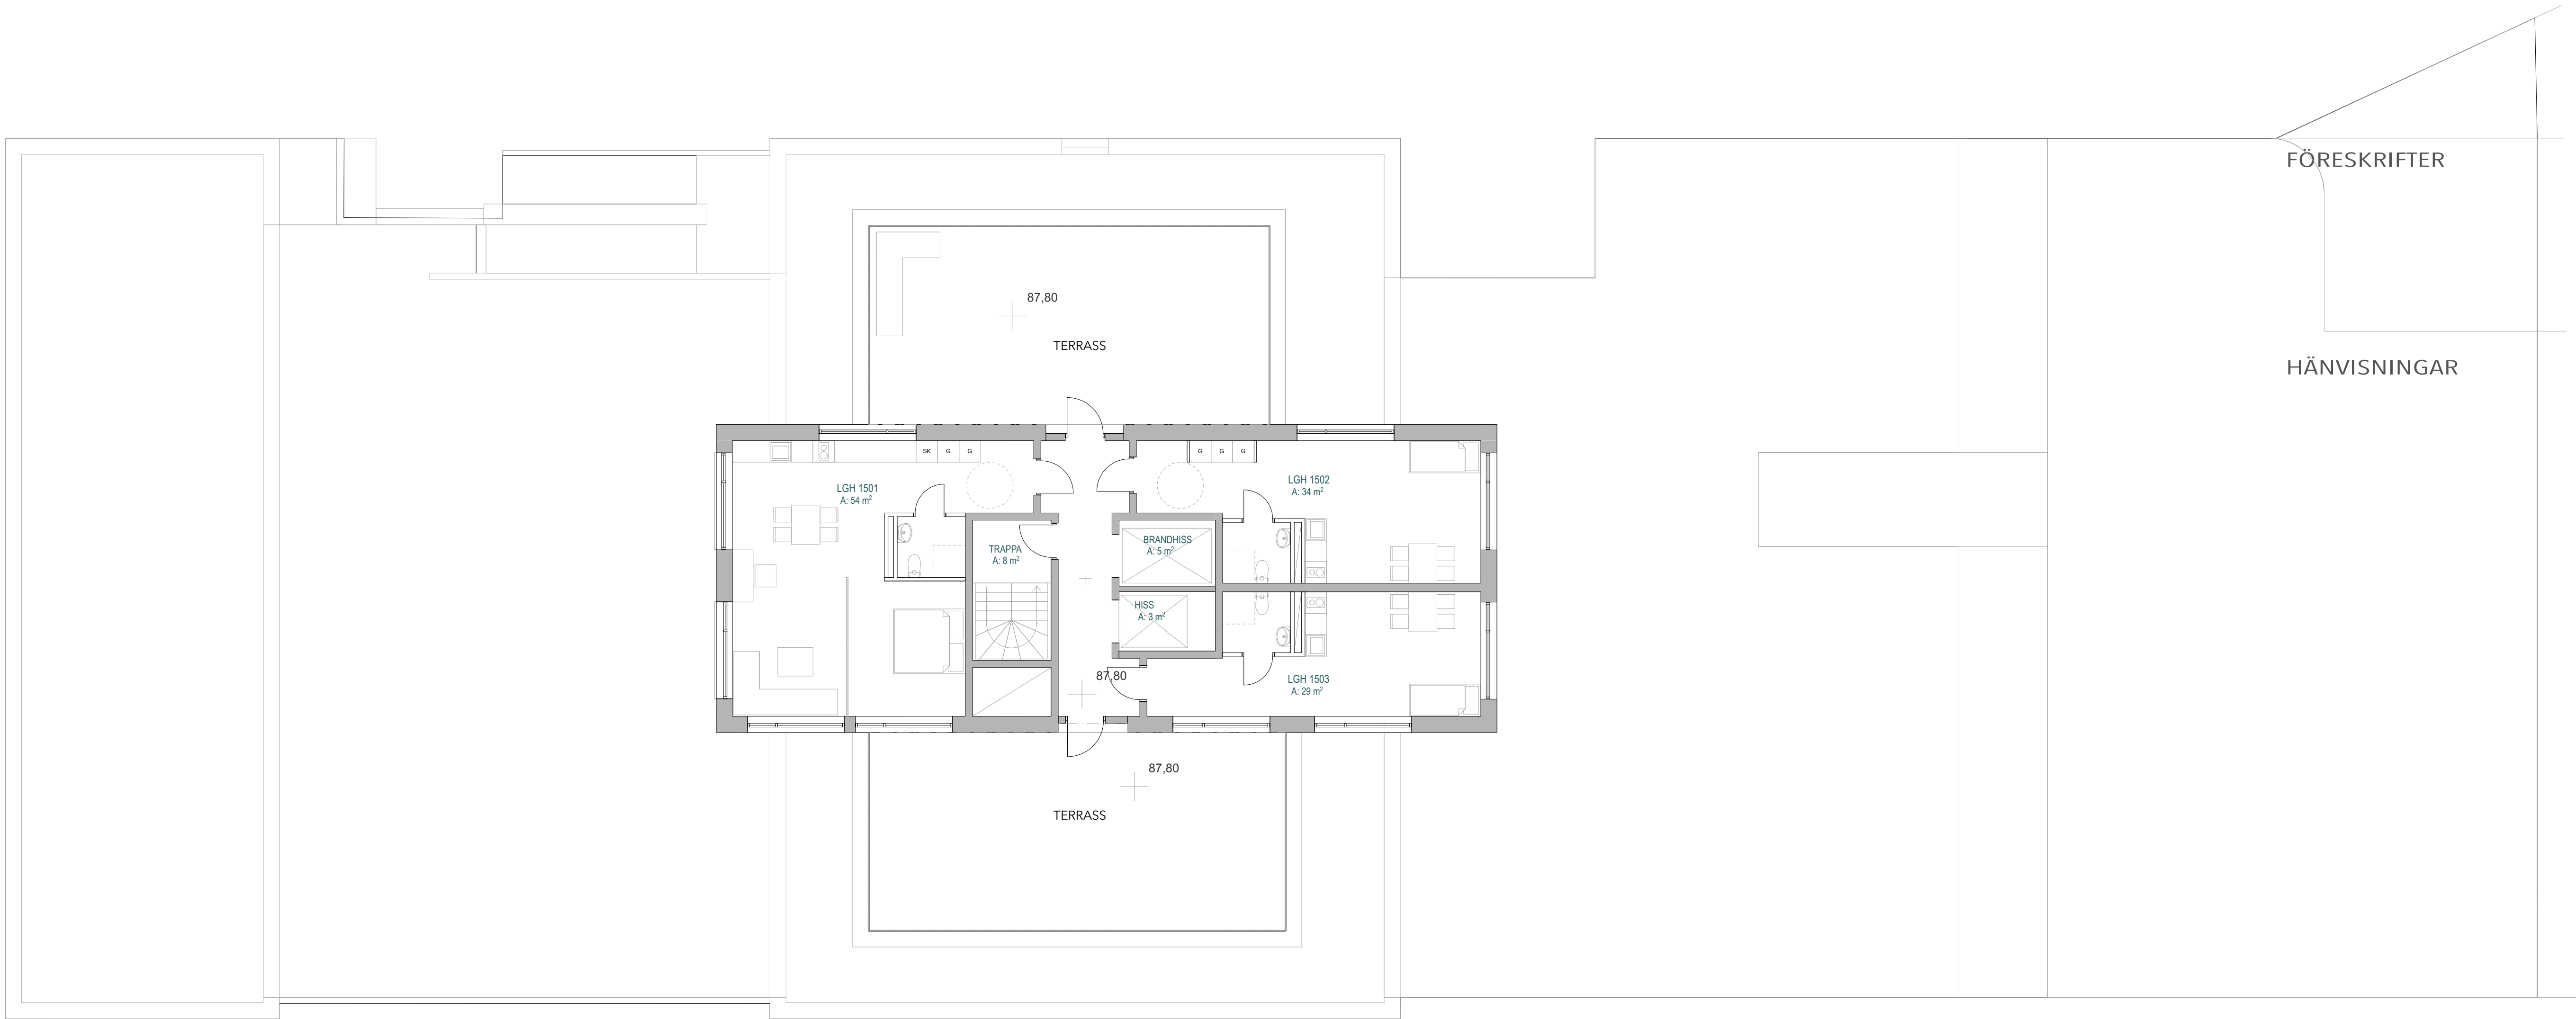 FÖRESKRIFTER
87,80
TERRASS
HÄNVISNINGAR
SK
G
G
G
G
G
LGH 1501
A: 54 m²
LGH 1502
A: 34 m²
TRAPPA
A: 8 m²
BRANDHISS
A: 5 m²
HISS
A: 3 m²
87,80
LGH 1503
A: 29 m²
87,80
TERRASS